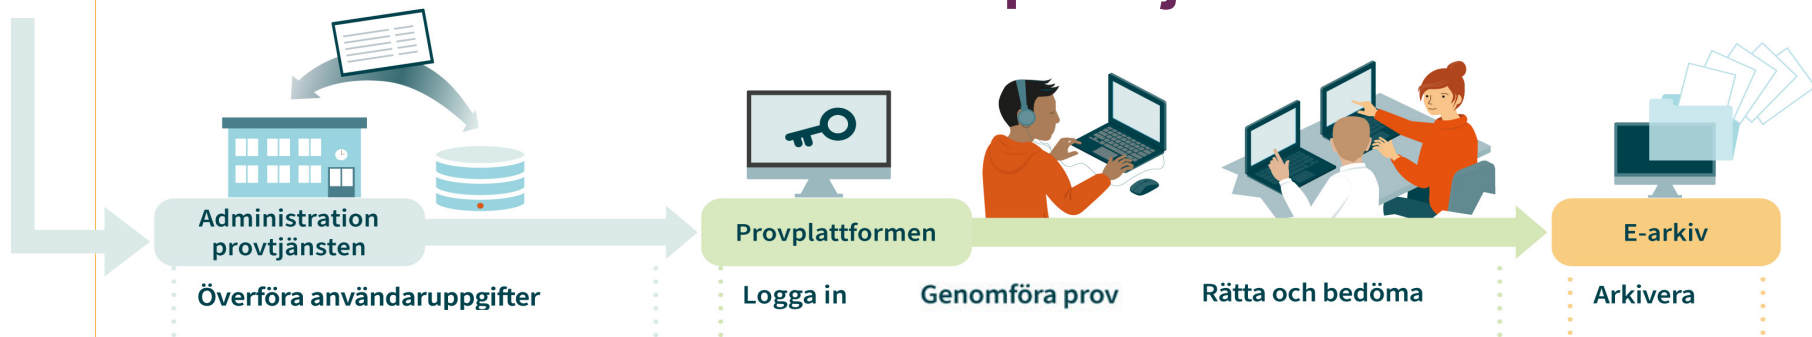 Administration
provtjänsten
Provplattformen
E-arkiv
Överföra användaruppgifter
Logga in
Genomföra prov
Rätta och bedöma
Arkivera